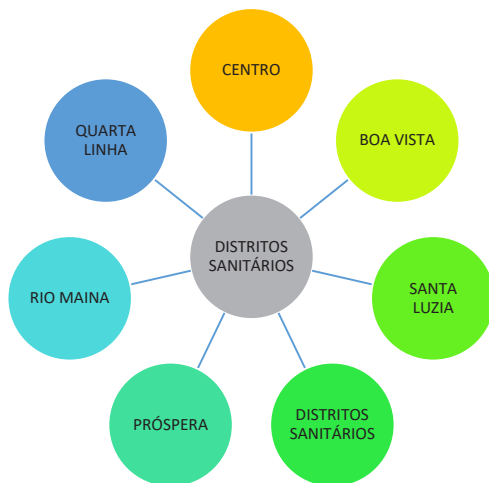 CENTRO
BOA VISTA
SANTA
LUZIA
DISTRITOS
SANITÁRIOS
PRÓSPERA
RIO MAINA
QUARTA
LINHA
DISTRITOS
SANITÁRIOS